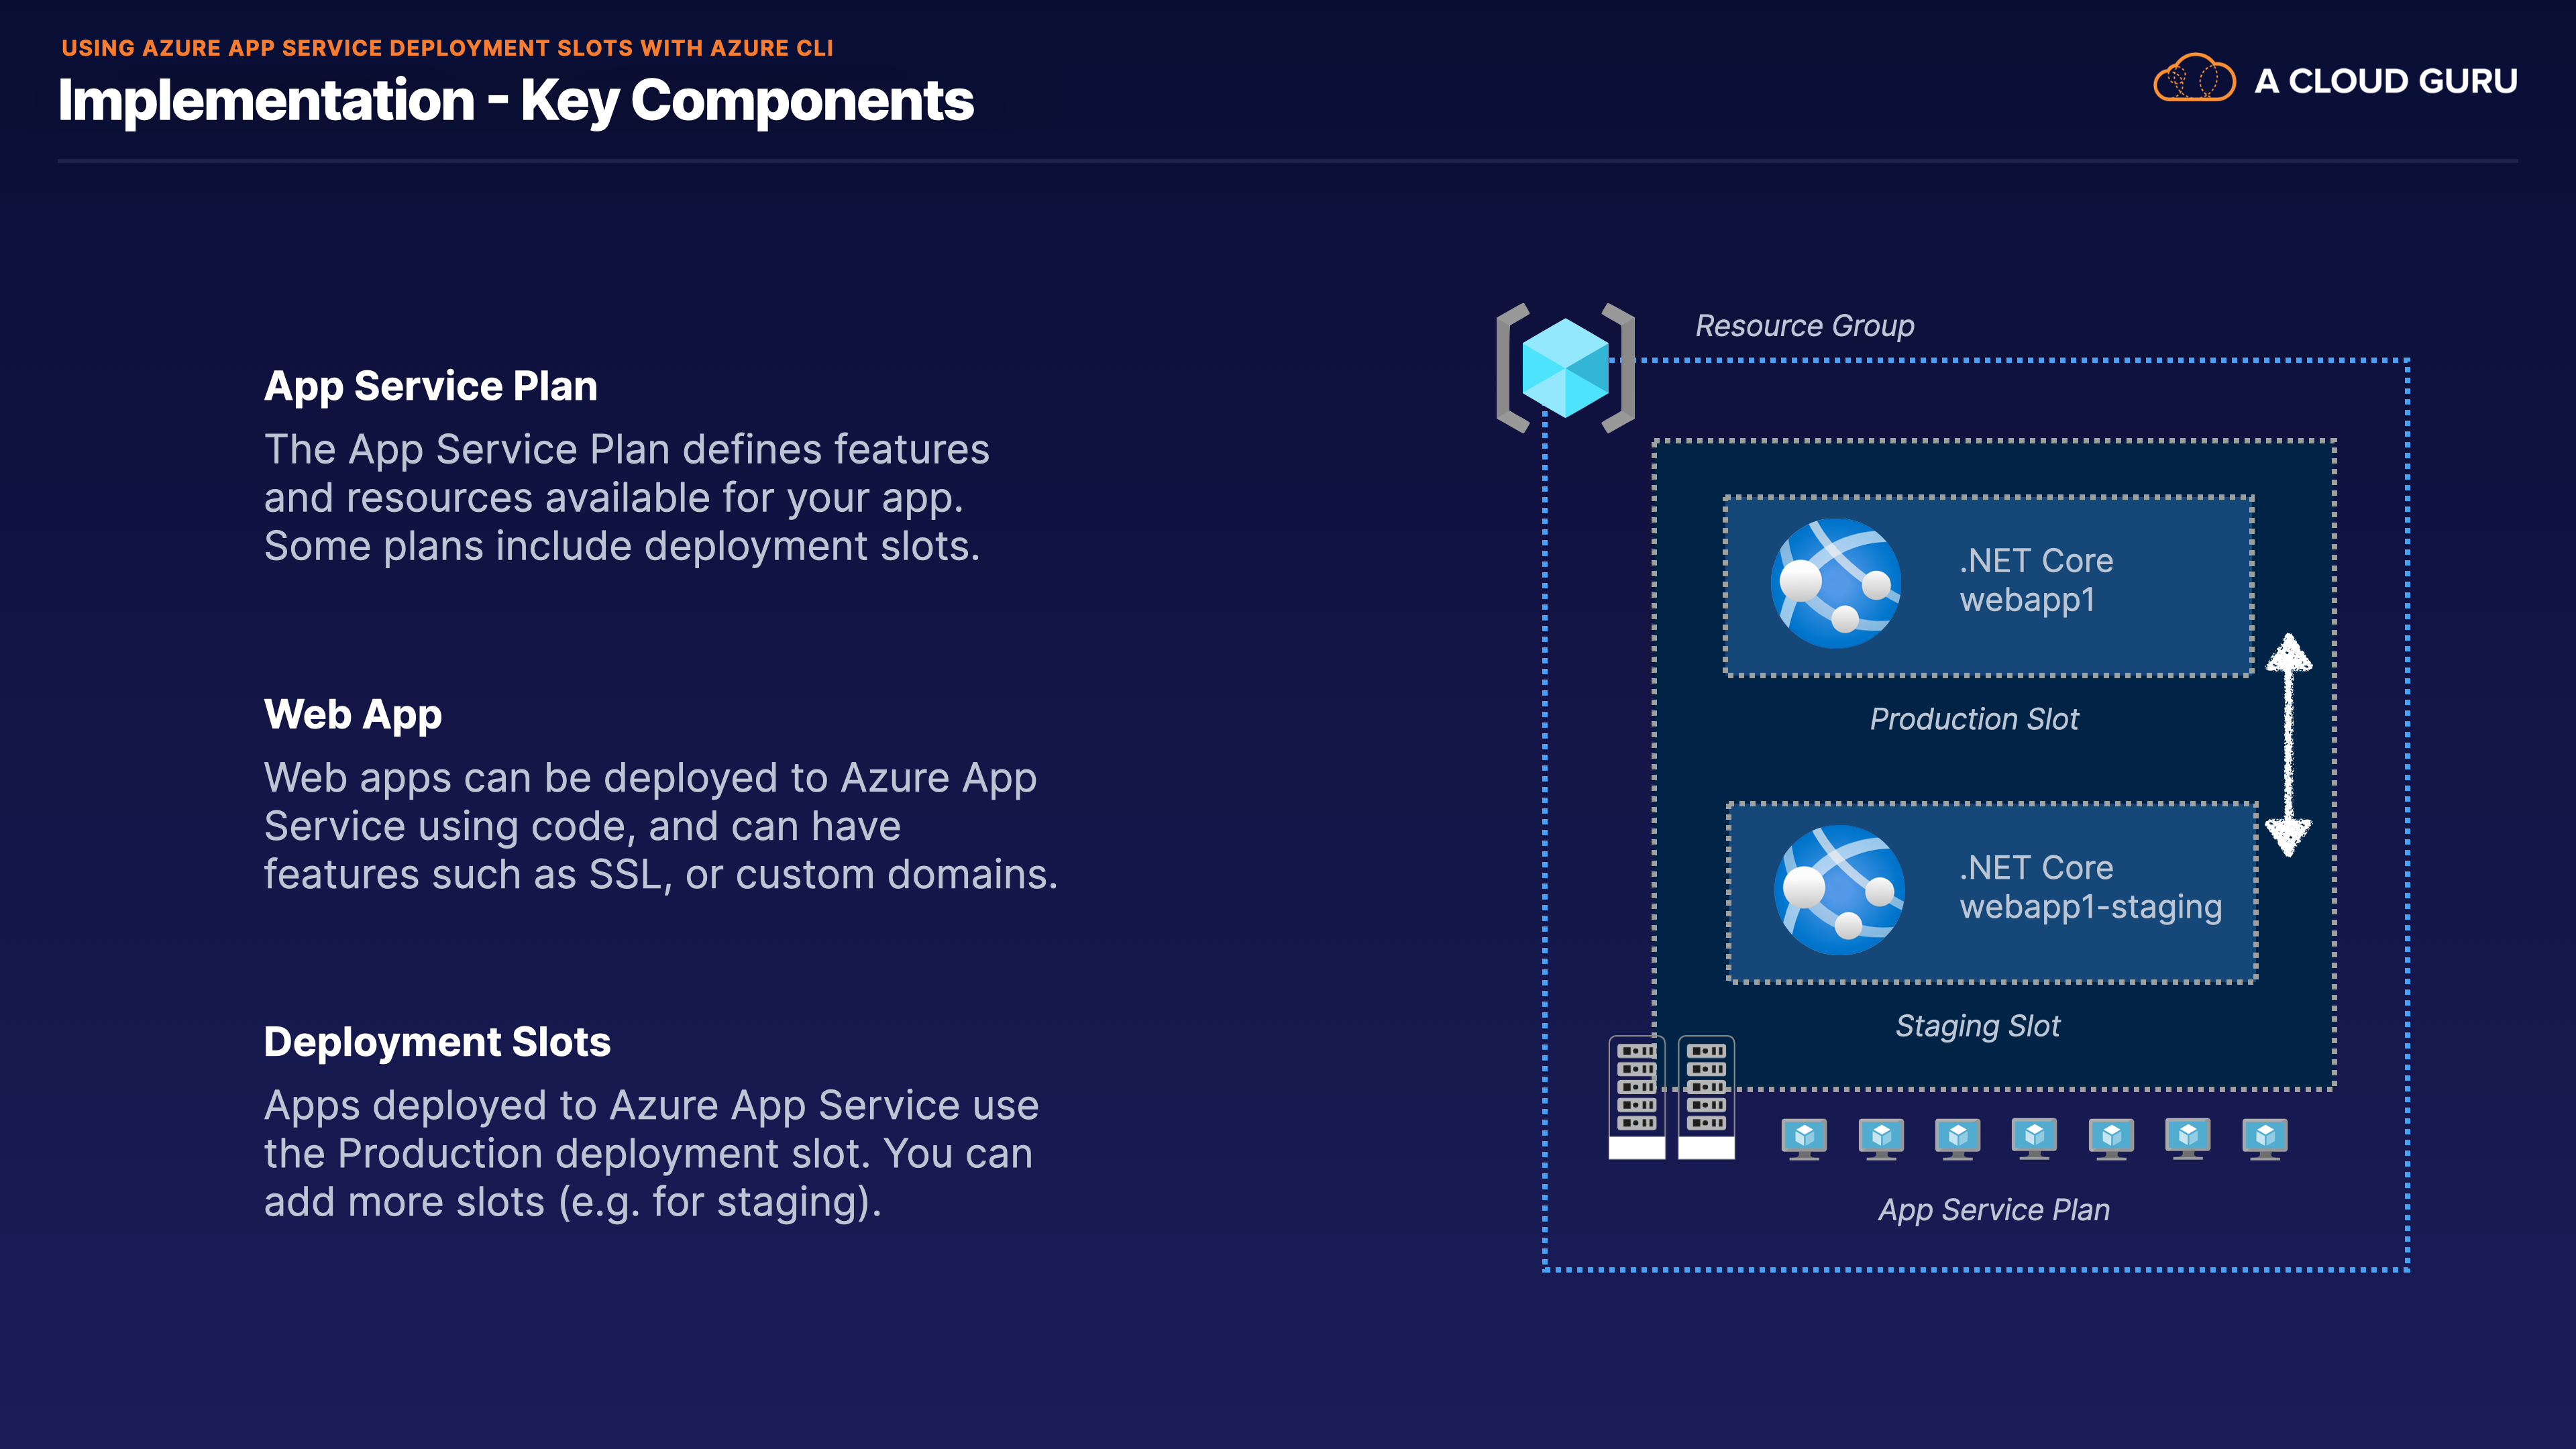 USING AZURE APP SERVICE DEPLOYMENT SLOTS WITH AZURE CLI
Implementation - Key Components
A CLOUD GURU
App Service Plan
The App Service Plan defines features
and resources available for your app.
Some plans include deployment slots.
Web App
Web apps can be deployed to Azure App
Service using code, and can have
features such as SSL, or custom domains.
Deployment Slots
Apps deployed to Azure App Service use
the Production deployment slot. You can
add more slots (e.g. for staging).
Resource Group
.NET Core
webapp1
Production Slot
.NET Core
webapp1-staging
Staging Slot
App Service Plan